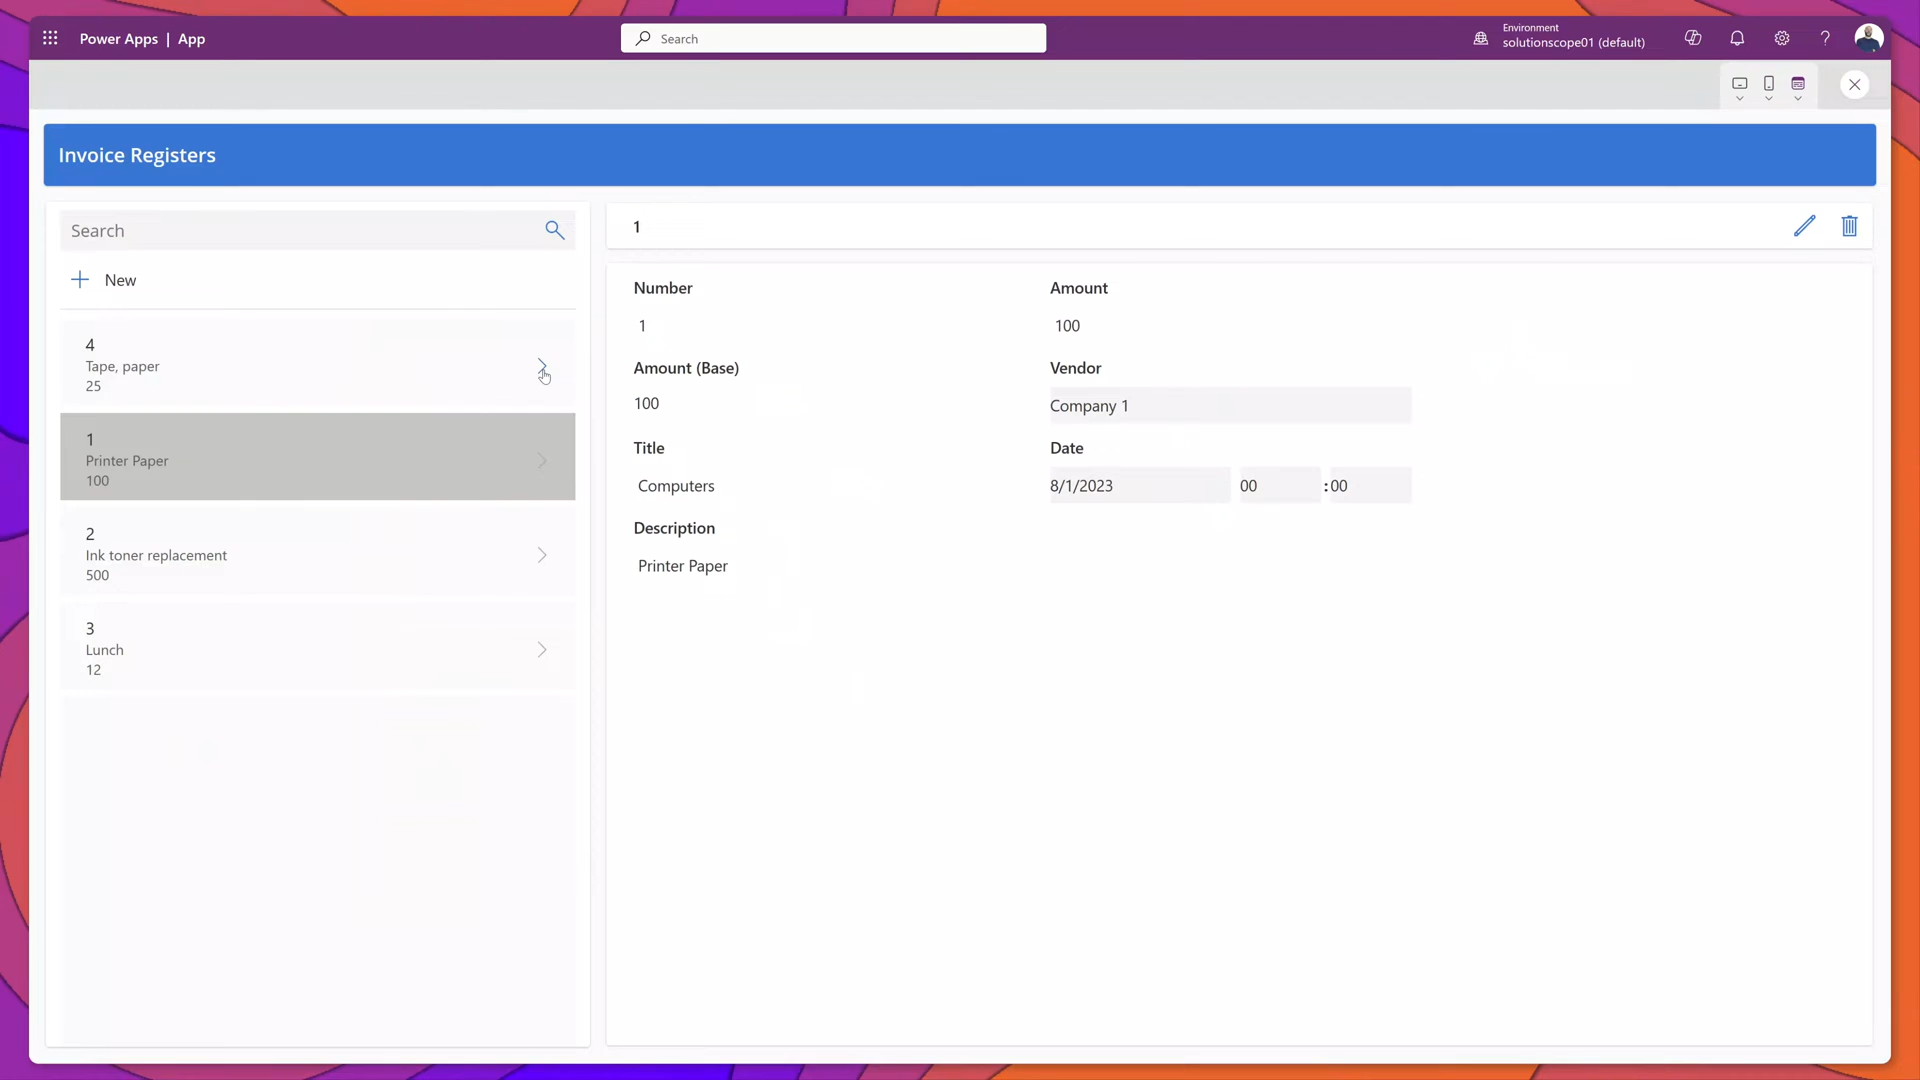 Power Apps | App
Search
Environment
solutionscope01 (default)
?
Invoice Registers
Search
New
4
Tape, paper
25
1
Printer Paper
100
2
Ink toner replacement
500
3
Lunch
12
1
Number
1
Amount
100
Amount (Base)
100
Vendor
Company 1
Title
Computers
Date
8/1/2023 00 :00
Description
Printer Paper